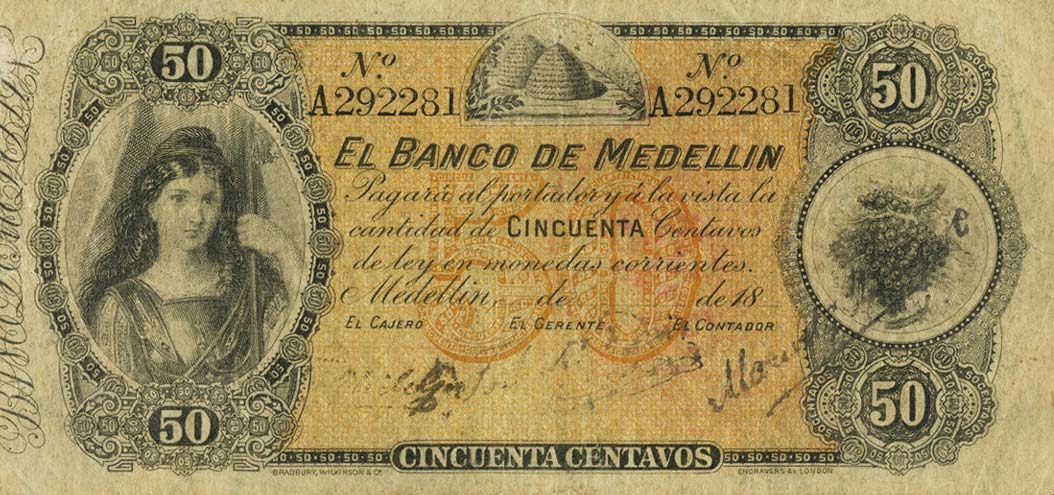 50
50
Nº
Nº
A292281
A292281
EL BANCO DE MEDELLIN
Pagará al portador y á la vista la
cantidad de CINCUENTA Centavos
de ley en monedas corrientes.
Medellin, de de 18
EL CAJERO EL GERENTE EL CONTADOR
50
50
CINCUENTA CENTAVOS
BRADBURY, WILKINSON & Cº
ENGRAVERS &c LONDON